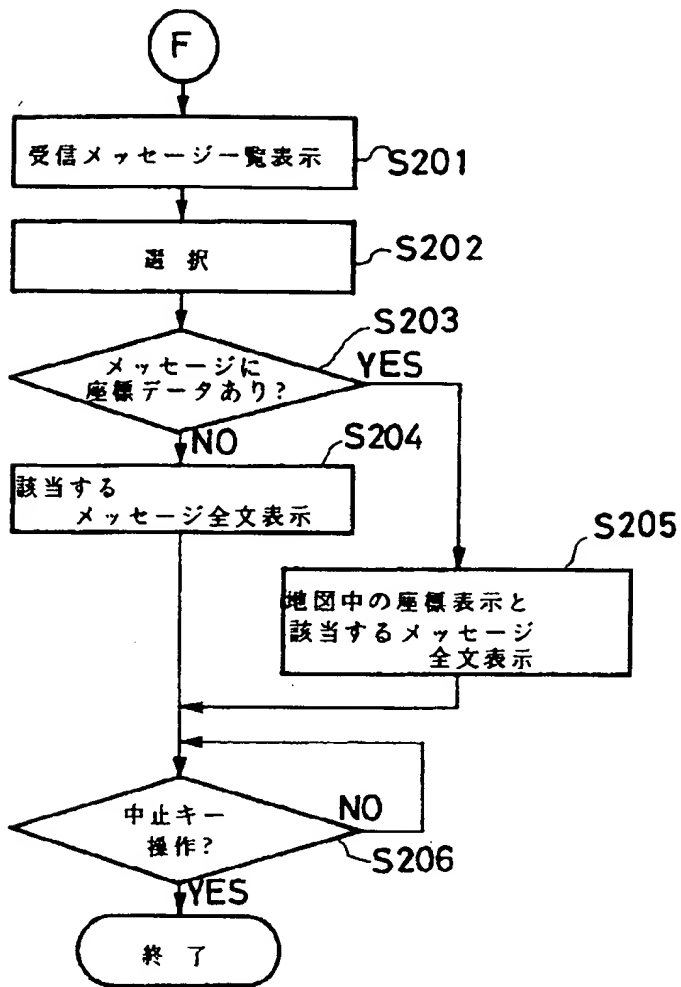 F
受信メッセージ一覧表示
S201
選択
S202
S203
メッセージに
座標データあり?
YES
NO
S204
該当する
メッセージ全文表示
S205
地図中の座標表示と
該当するメッセージ
全文表示
中止キー
操作?
NO
S206
YES
終了